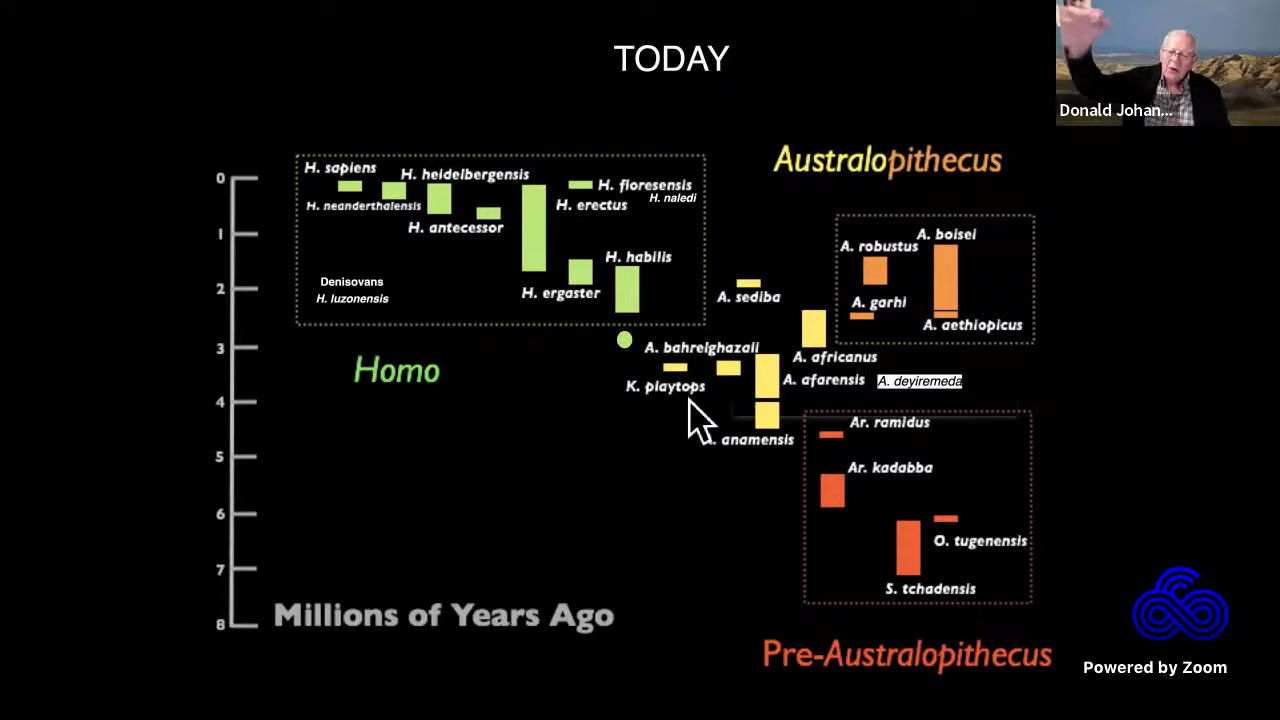 TODAY
Donald Johan...
Australopithecus
H. sapiens
H. heidelbergensis
H. floresensis
H. naledi
H. neanderthalensis
H. erectus
H. antecessor
H. habilis
Denisovans
H. luzonensis
H. ergaster
A. sediba
A. robustus
A. boisei
A. garhi
A. aethiopicus
Homo
A. bahrelghazali
A. africanus
K. playtops
A. afarensis
A. deyiremeda
anamensis
Ar. ramidus
Ar. kadabba
O. tugenensis
S. tchadensis
0
1
2
3
4
5
6
7
8
Millions of Years Ago
Pre-Australopithecus
Powered by Zoom